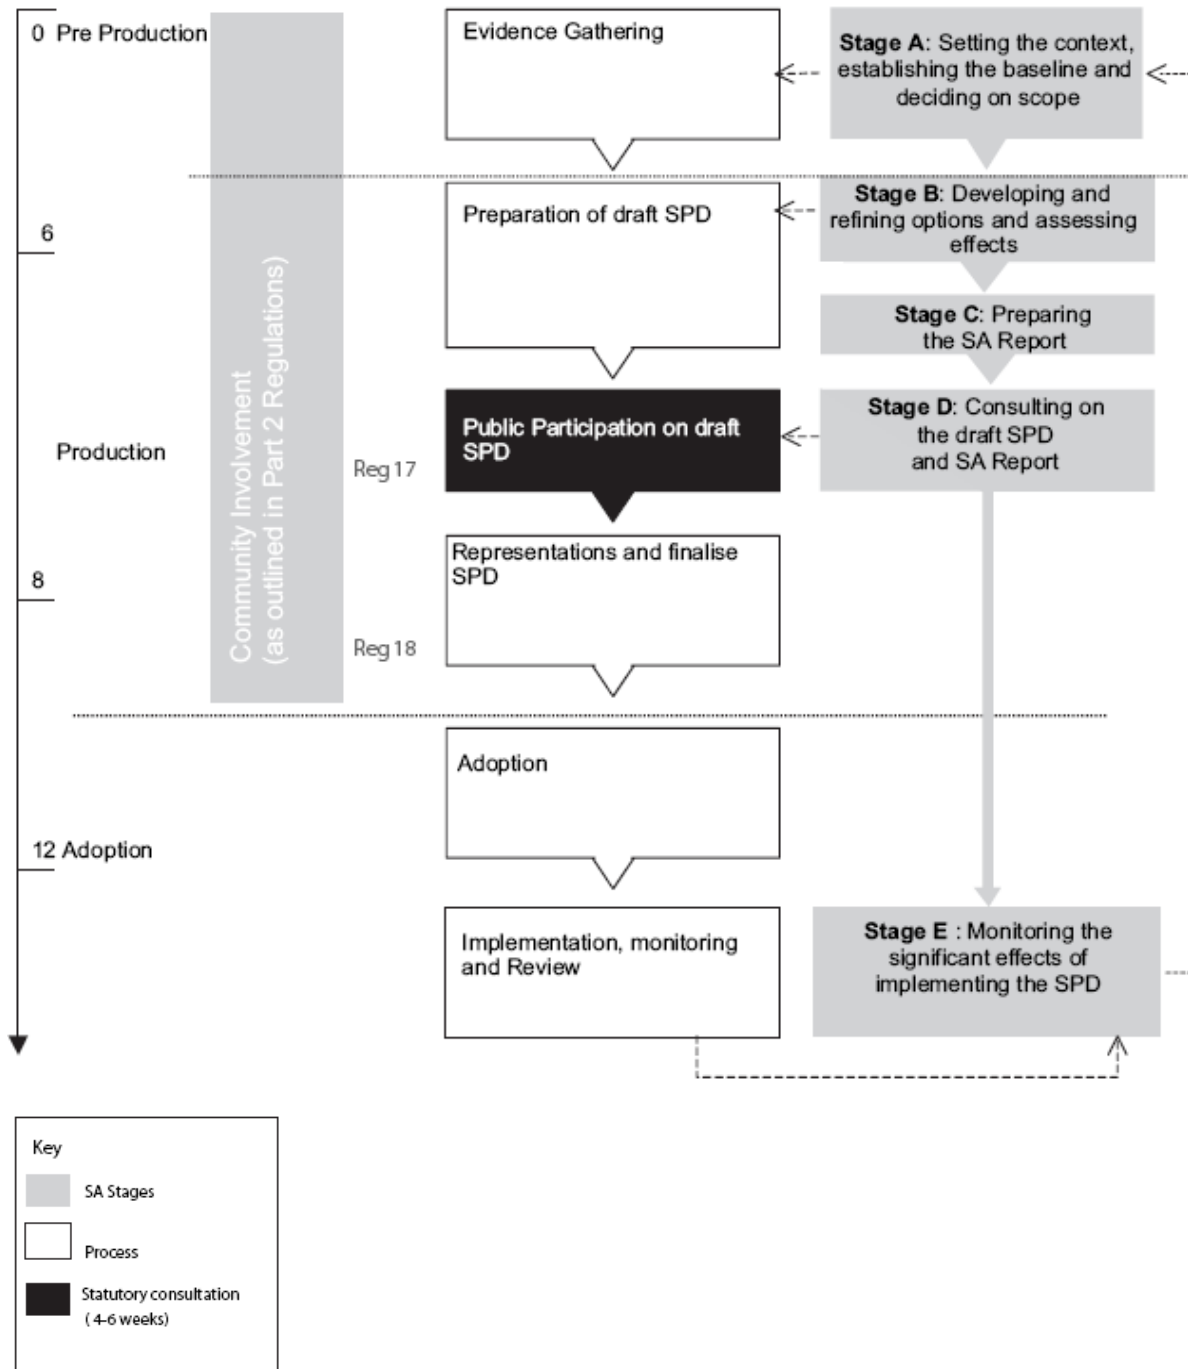 0 Pre Production
Evidence Gathering
Stage A: Setting the context,
establishing the baseline and
deciding on scope
6
Preparation of draft SPD
Stage B: Developing and
refining options and assessing
effects
Stage C: Preparing
the SA Report
Community Involvement
(as outlined in Part 2 Regulations)
Production
Reg 17
Public Participation on draft
SPD
Stage D: Consulting on
the draft SPD
and SA Report
8
Representations and finalise
SPD
Reg 18
Adoption
12 Adoption
Implementation, monitoring
and Review
Stage E : Monitoring the
significant effects of
implementing the SPD
Key
SA Stages
Process
Statutory consultation
( 4-6 weeks)